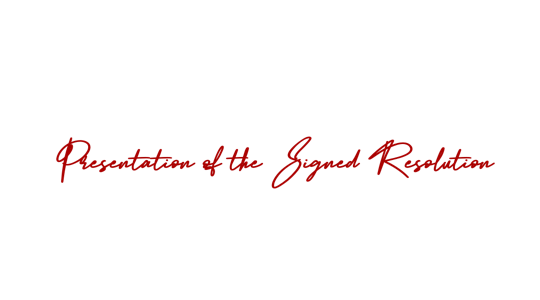 Presentation of the Signed Resolution